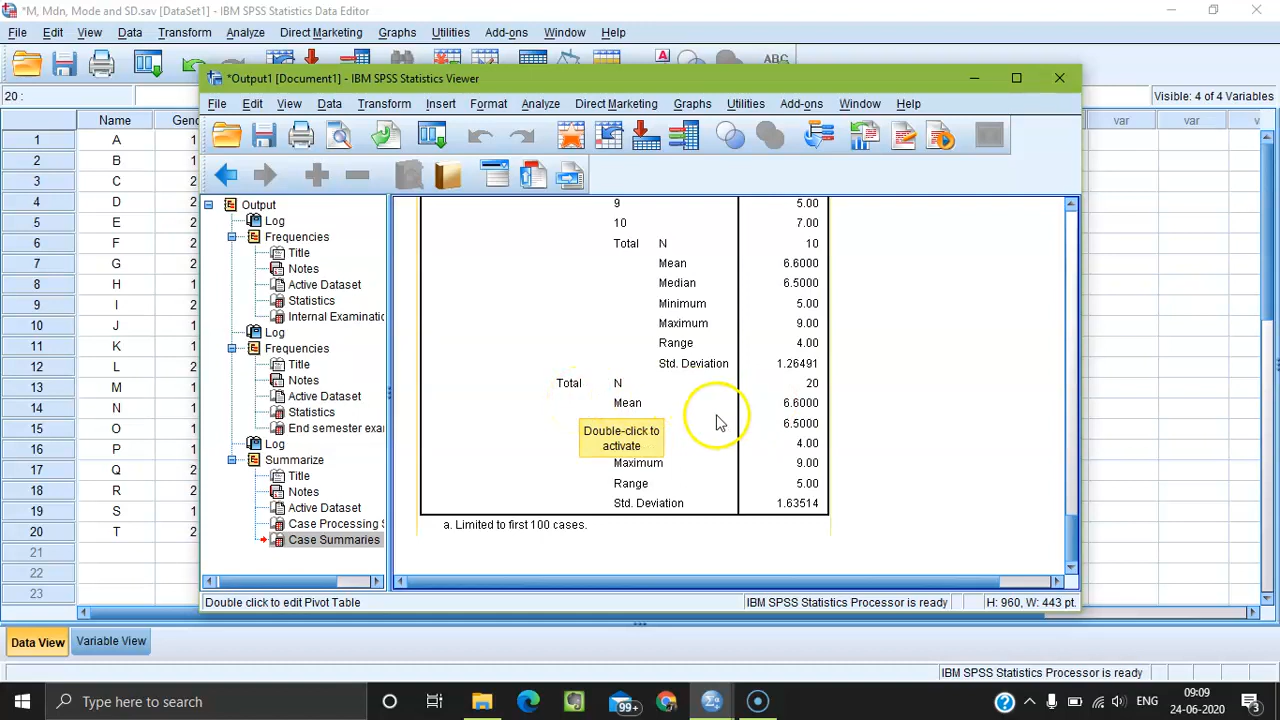 *M, Mdn, Mode and SD.sav [DataSet1] - IBM SPSS Statistics Data Editor
File Edit View Data Transform Analyze Direct Marketing Graphs Utilities Add-ons Window Help
20 :
Visible: 4 of 4 Variables
Name Gend var var v
1 A 1
2 B 1
3 C 2
4 D 2
5 E 2
6 F 2
7 G 2
8 H 1
9 I 2
10 J 1
11 K 1
12 L 2
13 M 1
14 N 1
15 O 1
16 P 1
17 Q 2
18 R 2
19 S 1
20 T 2
21
22
23
*Output1 [Document1] - IBM SPSS Statistics Viewer
File Edit View Data Transform Insert Format Analyze Direct Marketing Graphs Utilities Add-ons Window Help
Output
Log
Frequencies
Title
Notes
Active Dataset
Statistics
Internal Examinatio
Log
Frequencies
Title
Notes
Active Dataset
Statistics
End semester exa
Log
Summarize
Title
Notes
Active Dataset
Case Processing S
Case Summaries
9 5.00
10 7.00
Total N 10
Mean 6.6000
Median 6.5000
Minimum 5.00
Maximum 9.00
Range 4.00
Std. Deviation 1.26491
Total N 20
Mean 6.6000
6.5000
4.00
Maximum 9.00
Range 5.00
Std. Deviation 1.63514
Double-click to
activate
a. Limited to first 100 cases.
Double click to edit Pivot Table IBM SPSS Statistics Processor is ready H: 960, W: 443 pt.
Data View Variable View
IBM SPSS Statistics Processor is ready
Type here to search
99+
ENG
09:09
24-06-2020
3